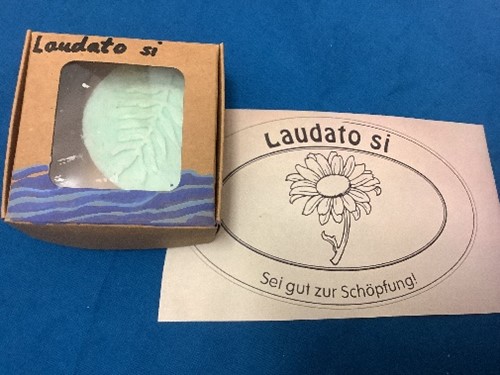 Laudato si
Laudato si
Sei gut zur Schöpfung!